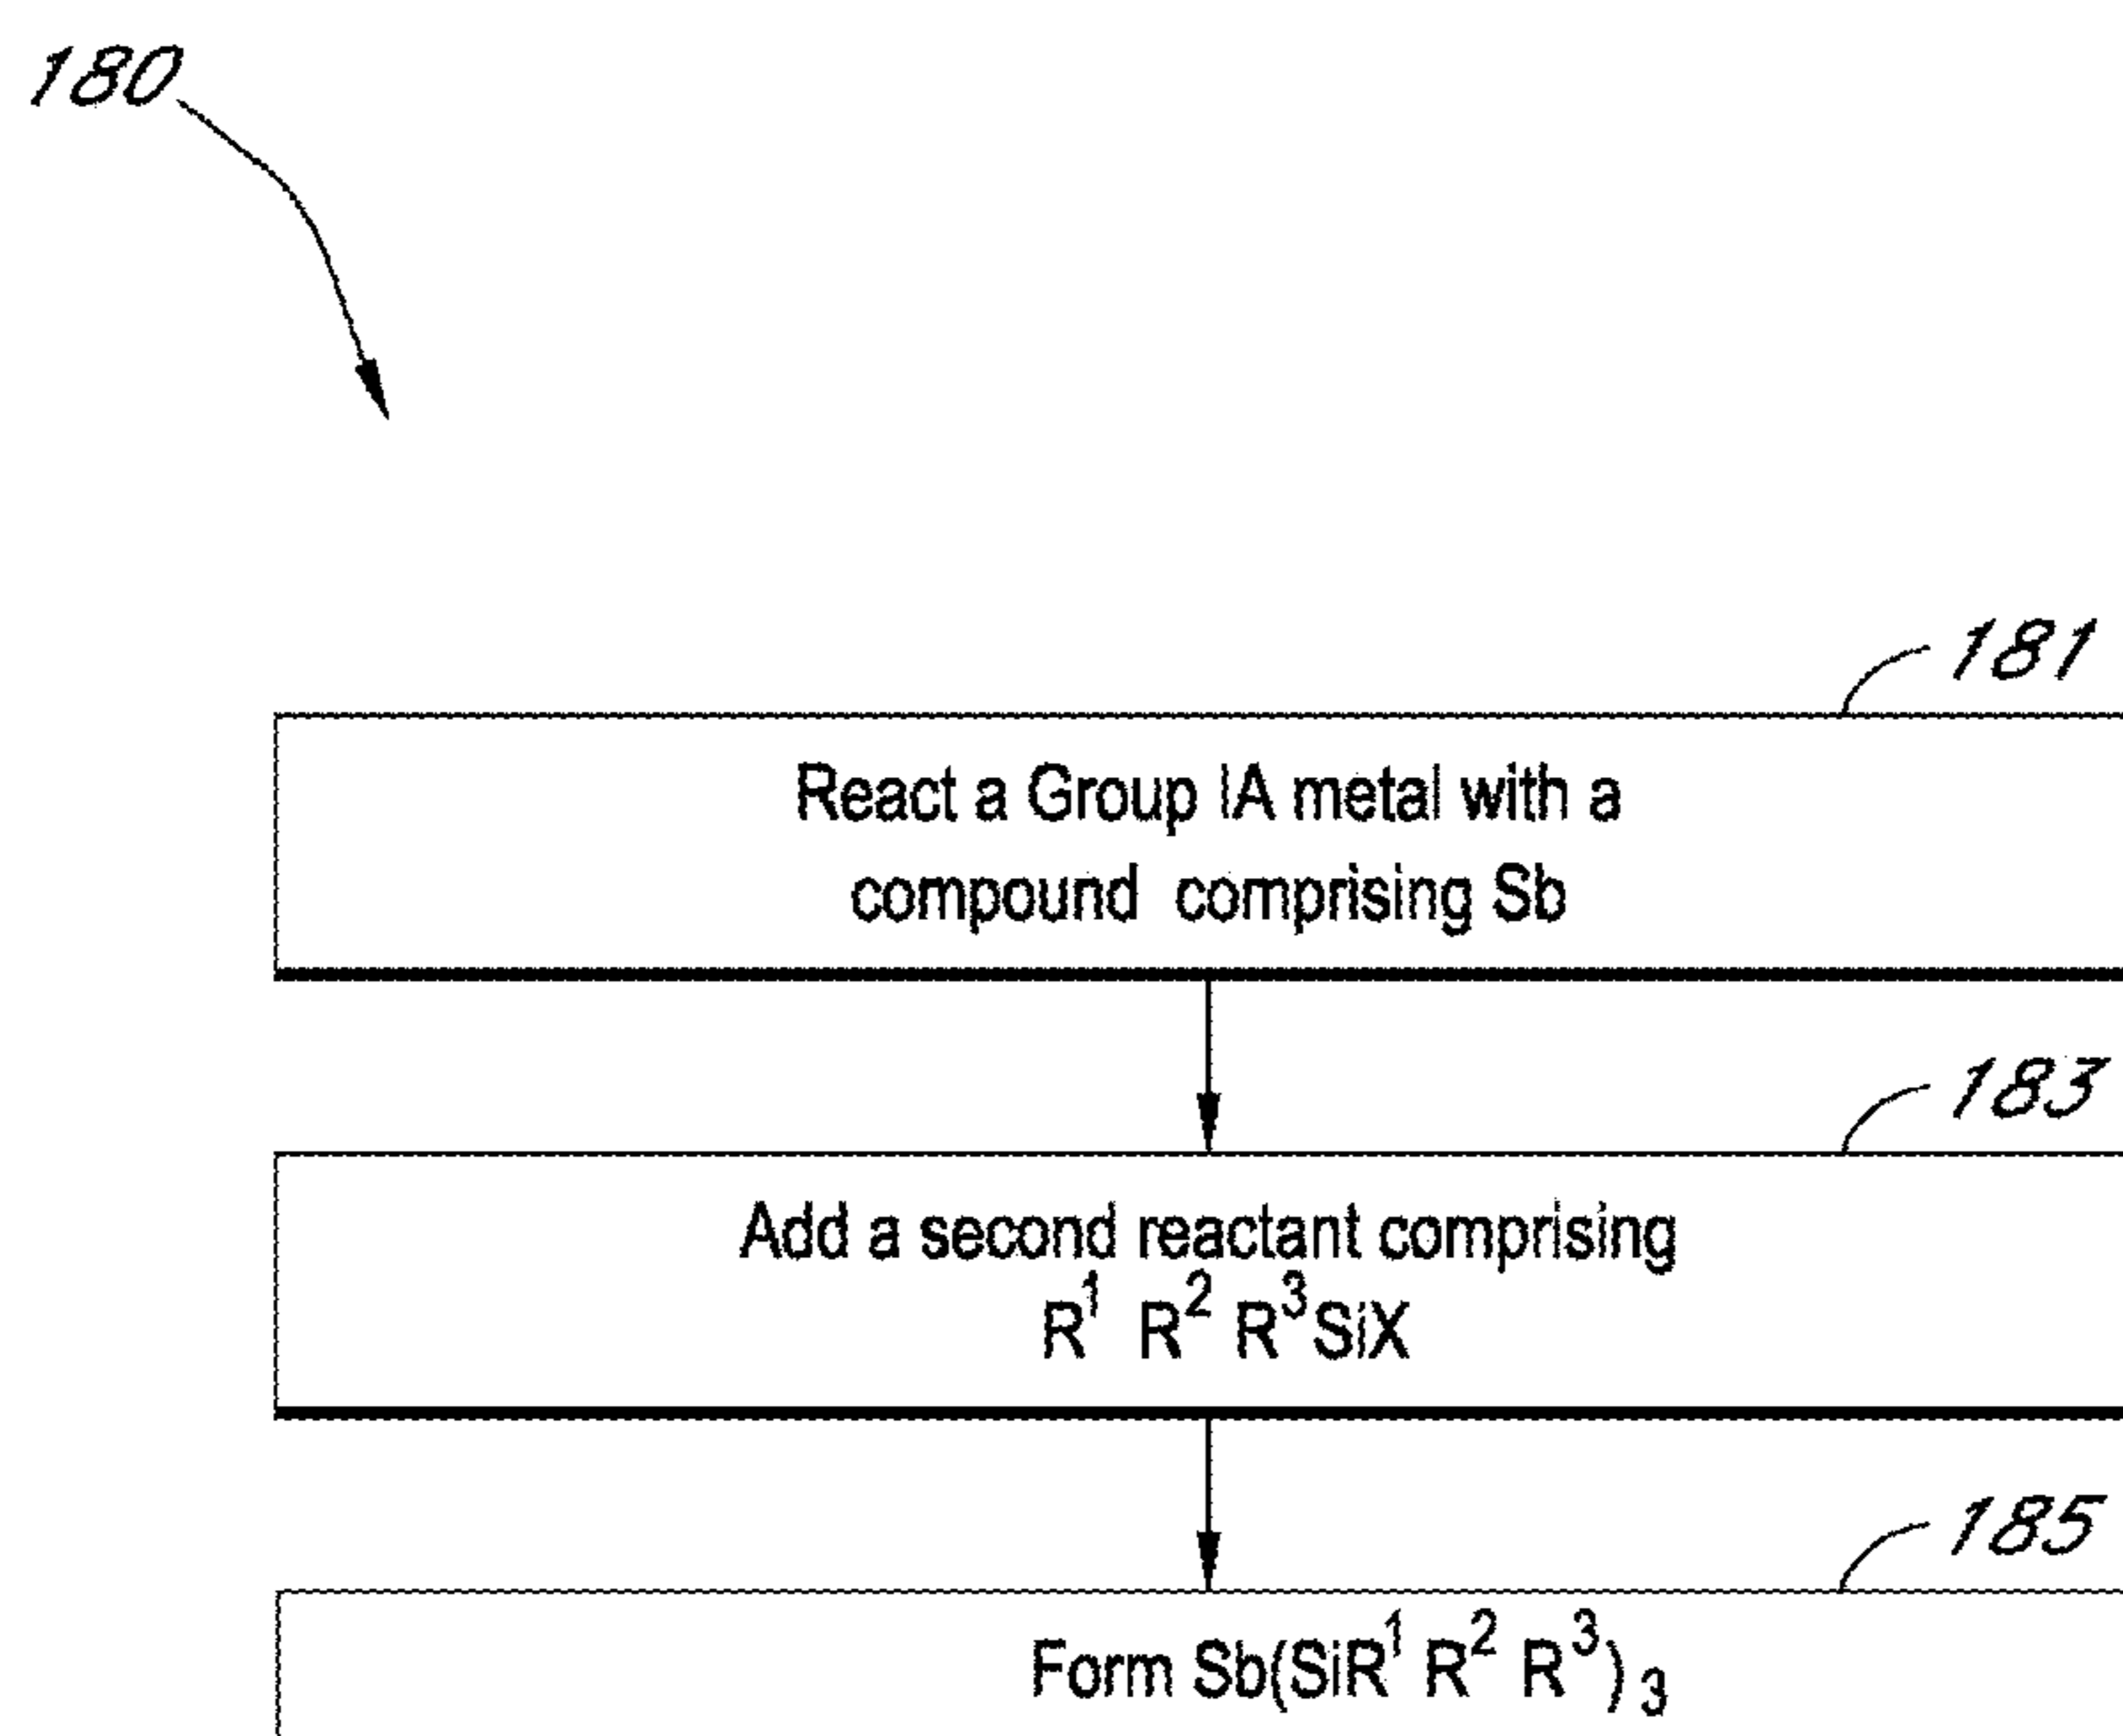 180
181
React a Group IA metal with a
compound comprising Sb
183
Add a second reactant comprising
R¹ R² R³SiX
185
Form Sb(SiR¹ R² R³)₃